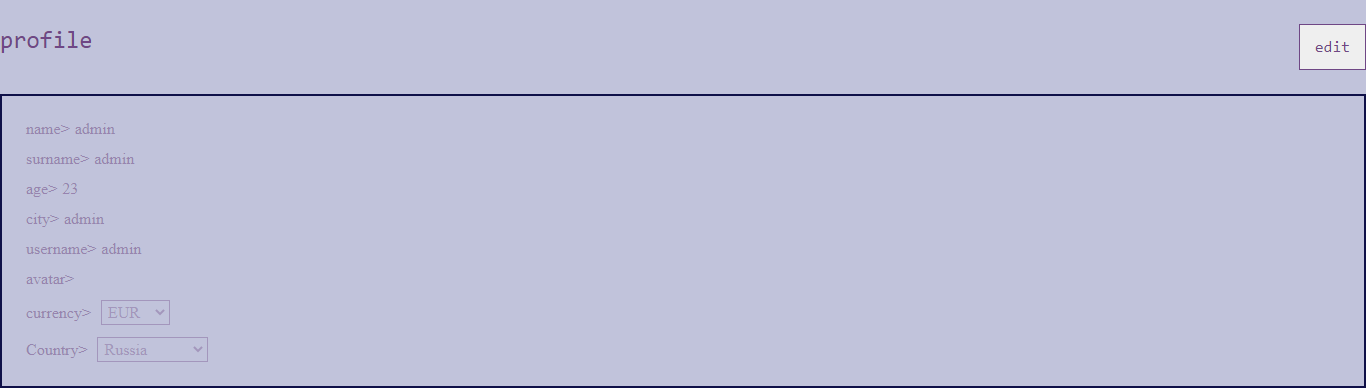 profile
edit
name> admin
surname> admin
age> 23
city> admin
username> admin
avatar>
currency> EUR
Country> Russia